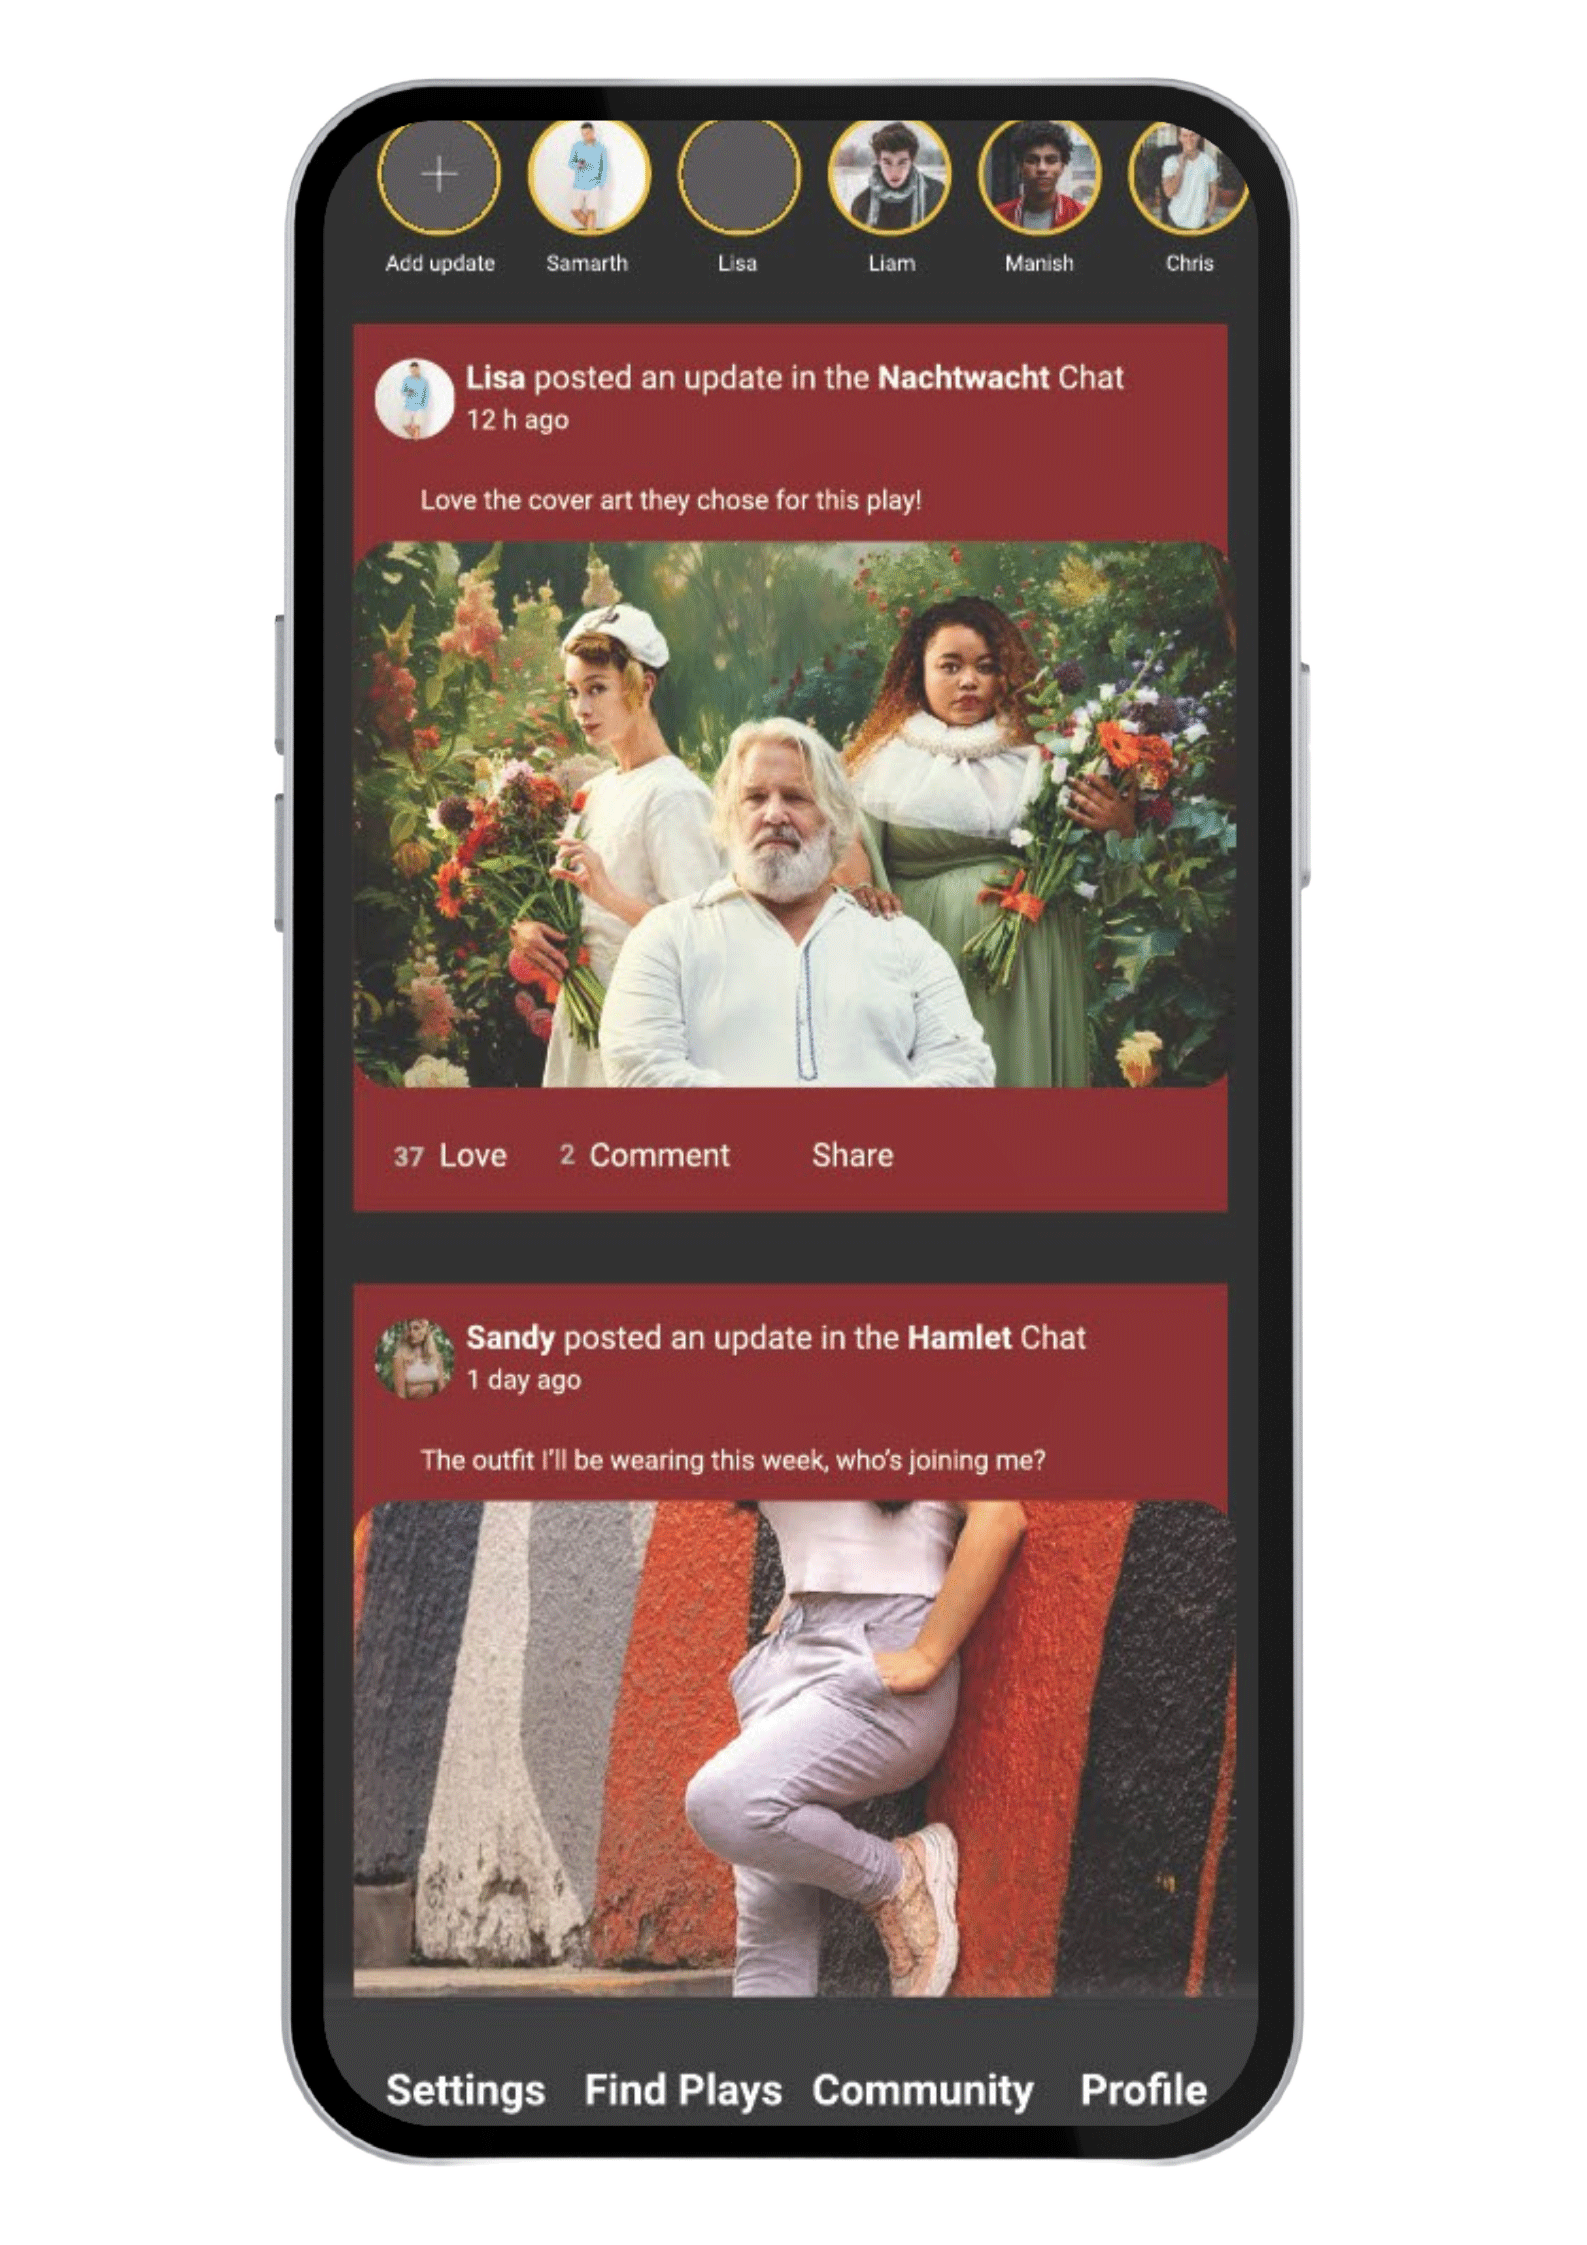 Add update Samarth Lisa Liam Manish Chris
Lisa posted an update in the Nachtwacht Chat
12 h ago
Love the cover art they chose for this play!
37 Love 2 Comment Share
Sandy posted an update in the Hamlet Chat
1 day ago
The outfit I'll be wearing this week, who's joining me?
Settings Find Plays Community Profile